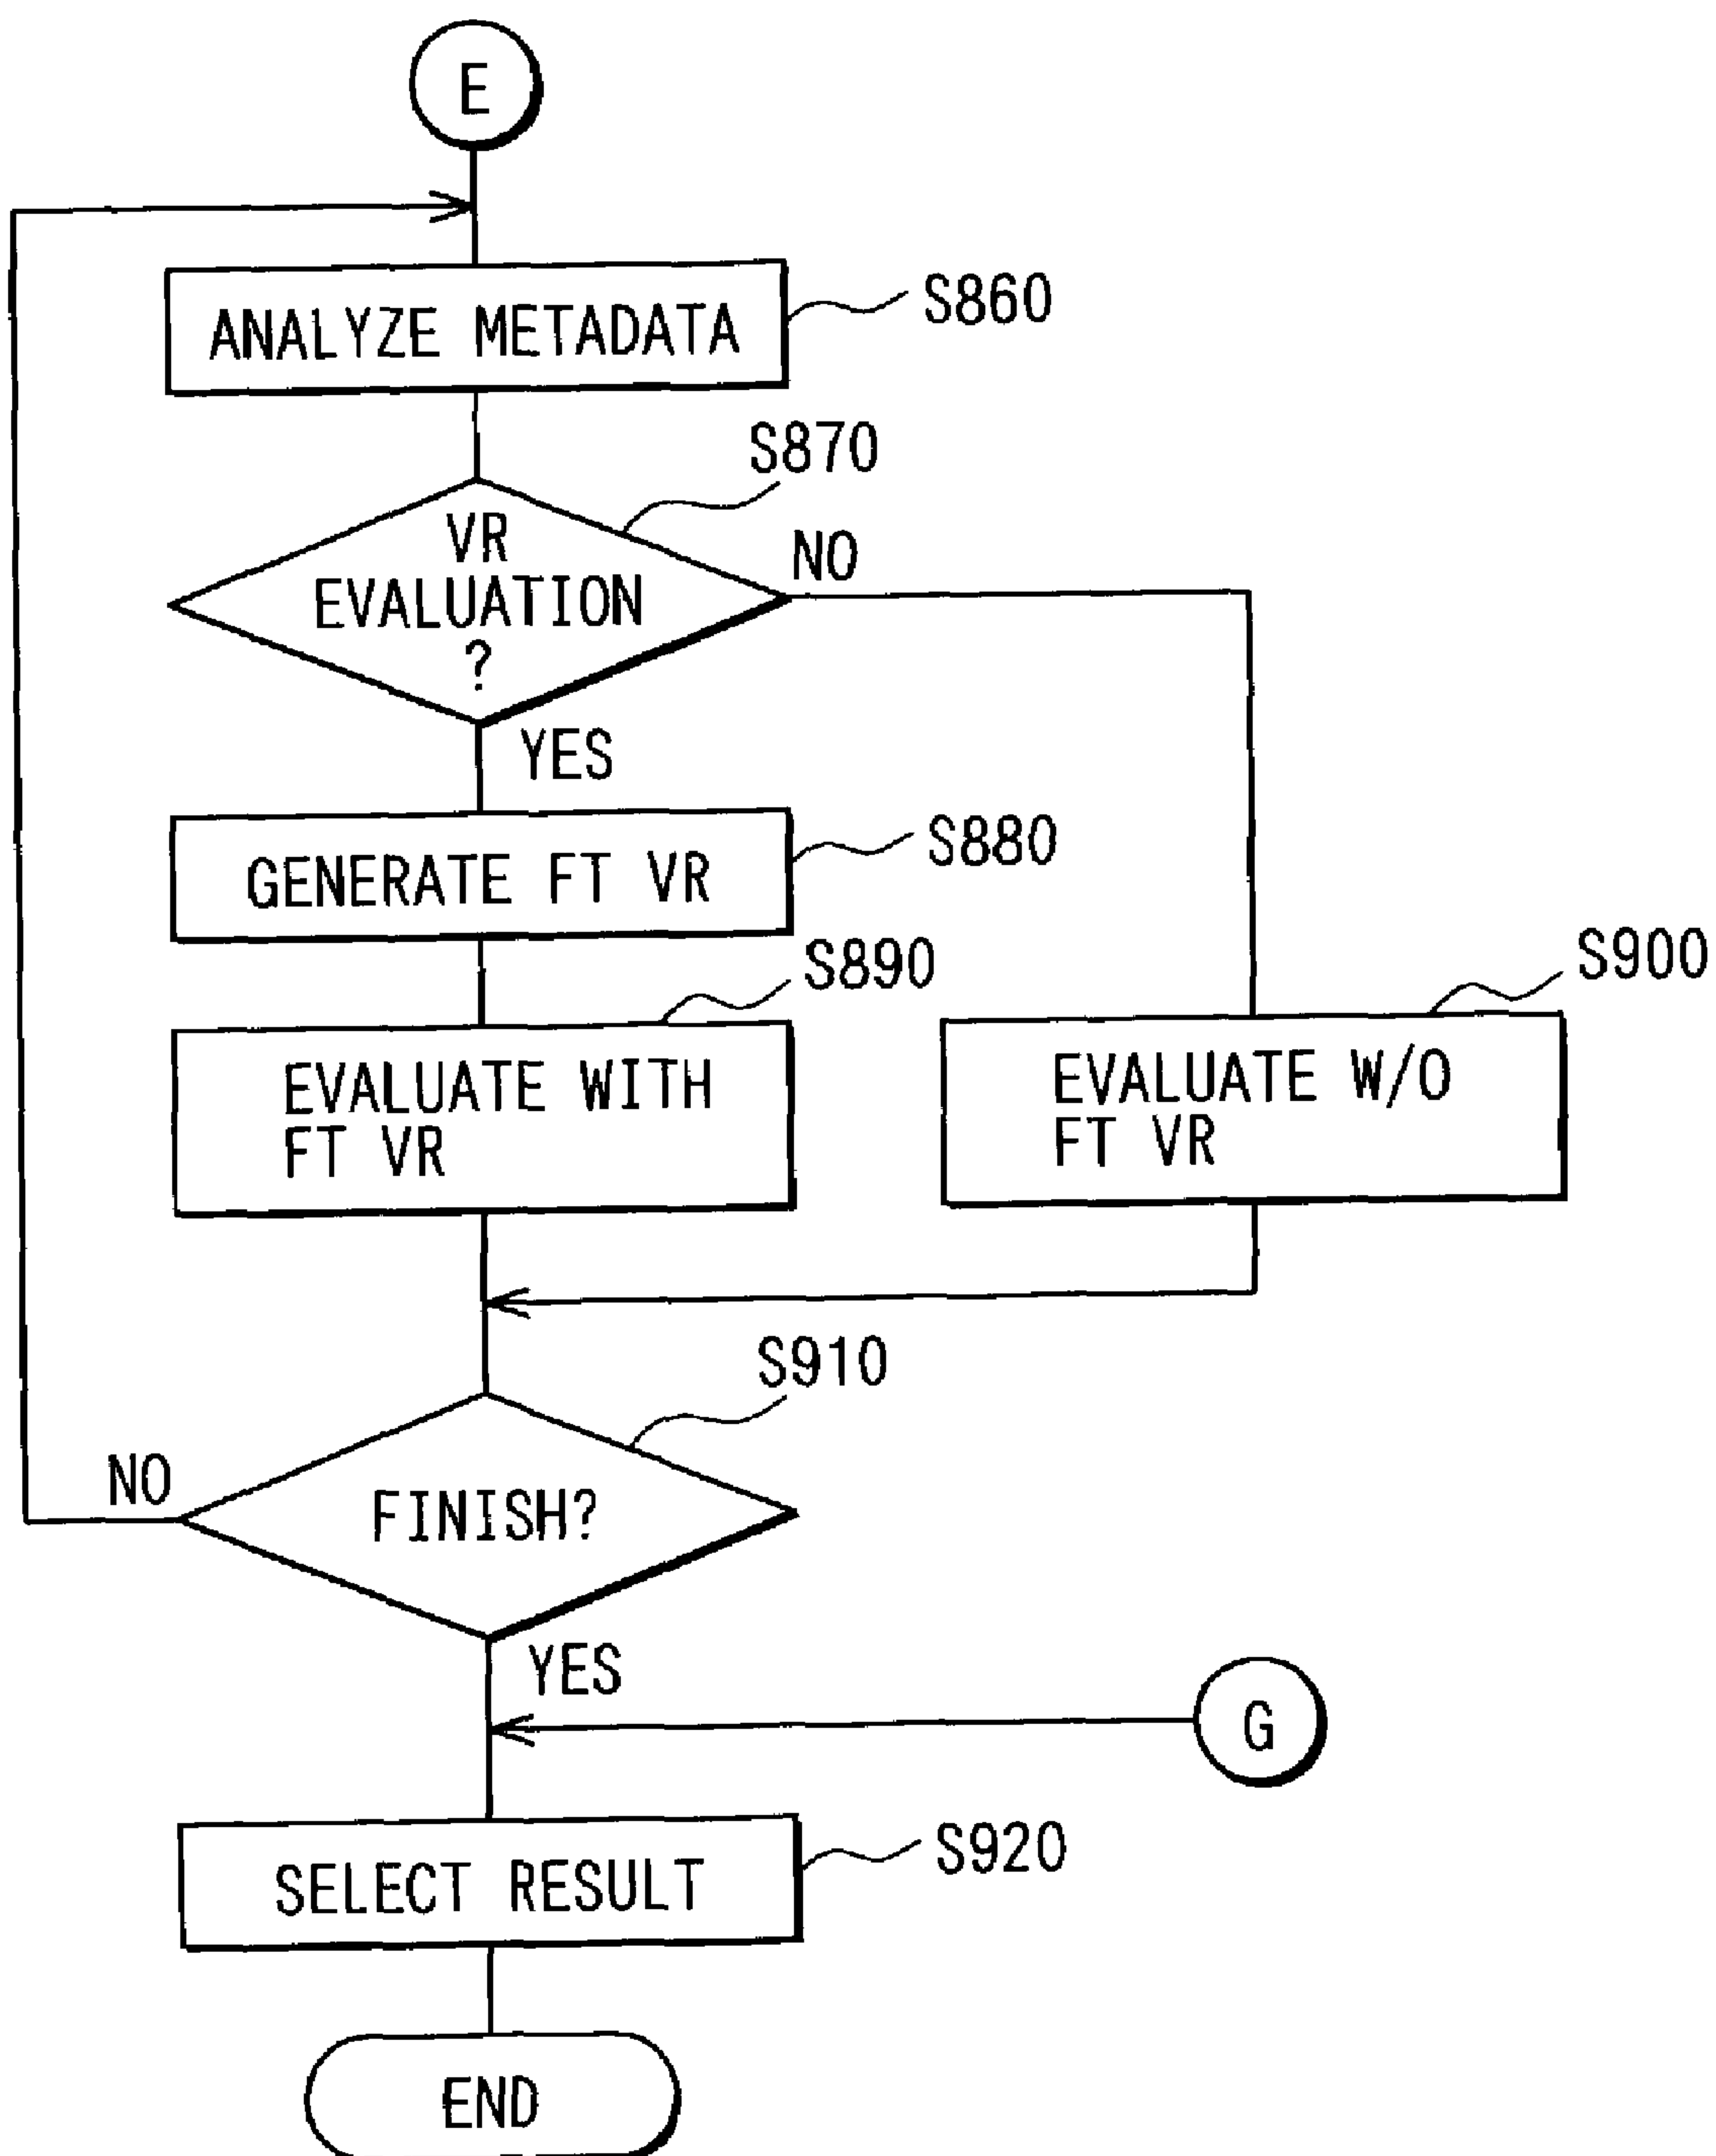 E
ANALYZE METADATA
S860
S870
VR
EVALUATION
?
NO
YES
GENERATE FT VR
S880
S890
EVALUATE WITH
FT VR
S900
EVALUATE W/O
FT VR
S910
FINISH?
NO
YES
G
SELECT RESULT
S920
END